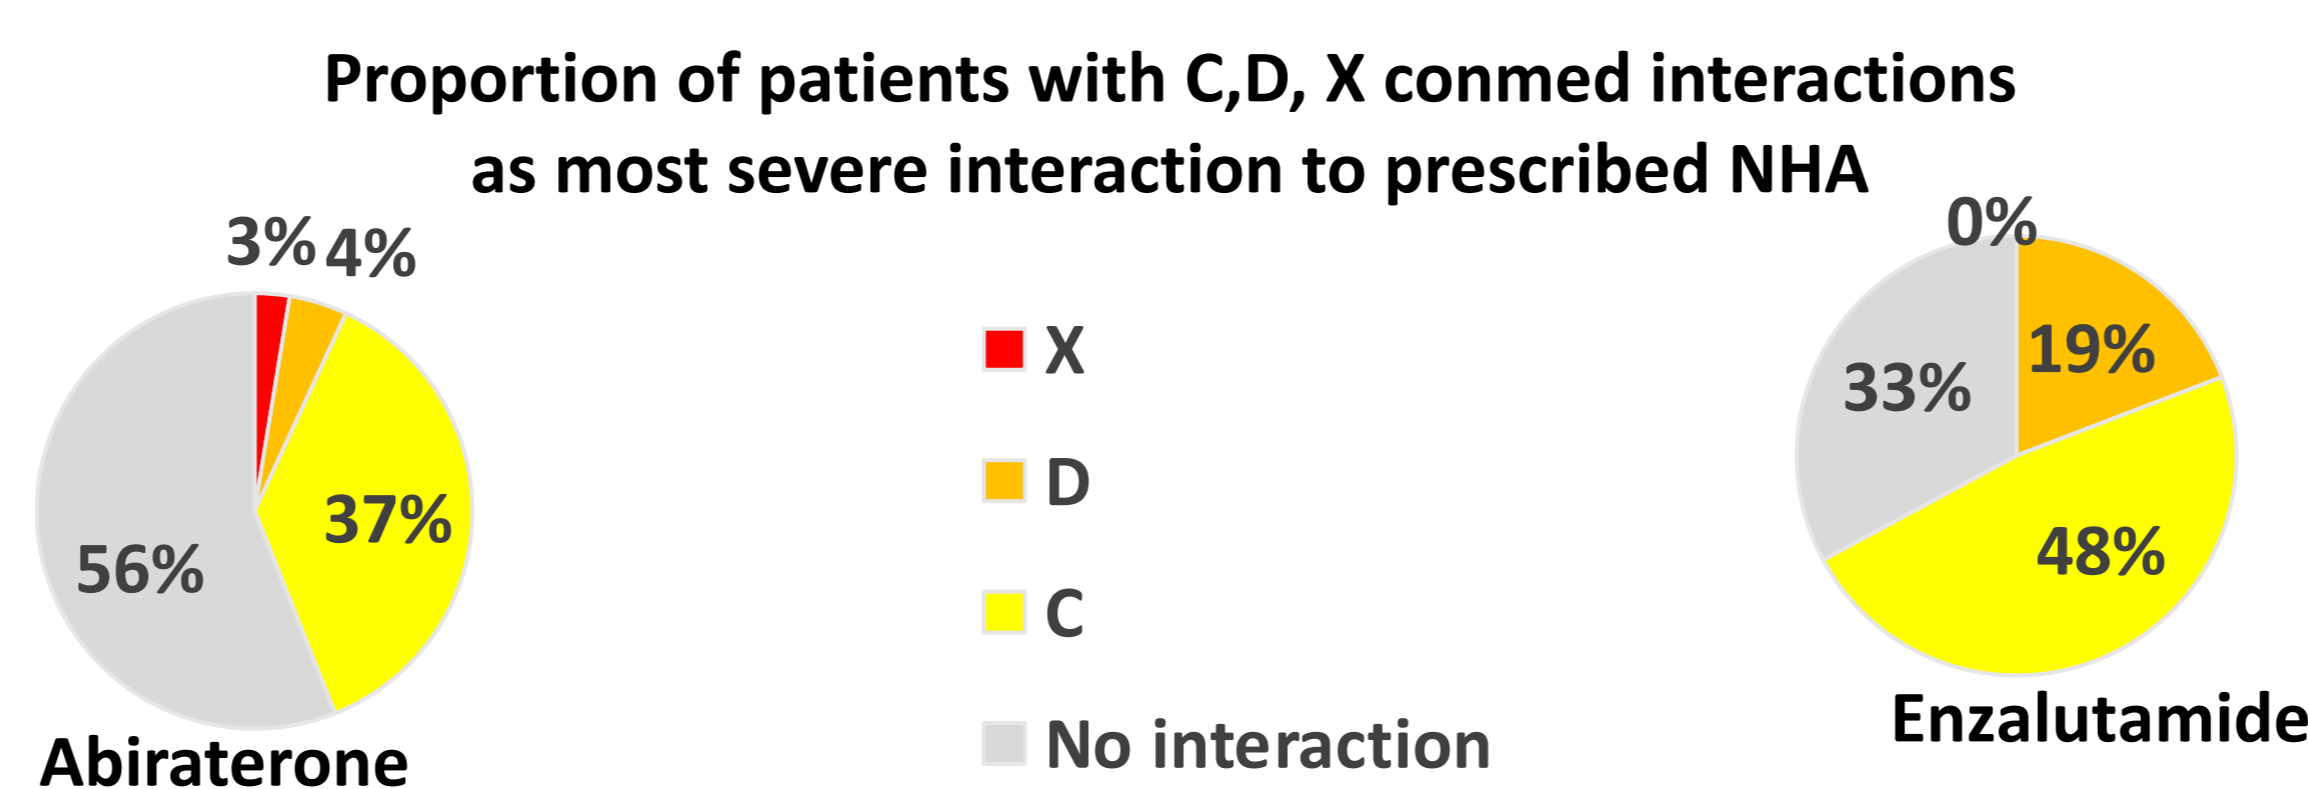 Proportion of patients with C,D, X conmed interactions
as most severe interaction to prescribed NHA
3%
4%
37%
56%
Abiraterone
X
D
C
No interaction
0%
19%
33%
48%
Enzalutamide